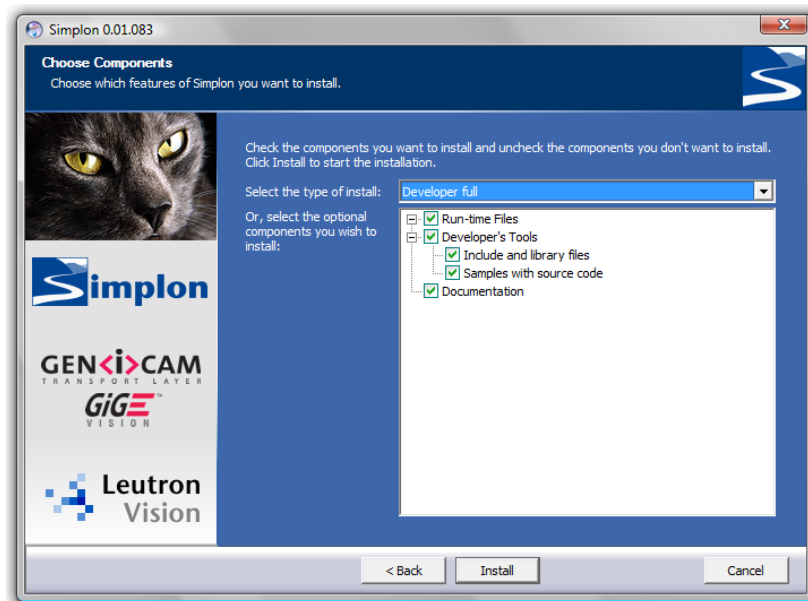 Simplon 0.01.083
Choose Components
Choose which features of Simplon you want to install.
Check the components you want to install and uncheck the components you don't want to install.
Click Install to start the installation.
Select the type of install:
Developer full
Or, select the optional
components you wish to
install:
Run-time Files
Developer's Tools
Include and library files
Samples with source code
Documentation
Simplon
GEN<i>CAM
TRANSPORT LAYER
GiGE™
VISION
Leutron
Vision
< Back
Install
Cancel